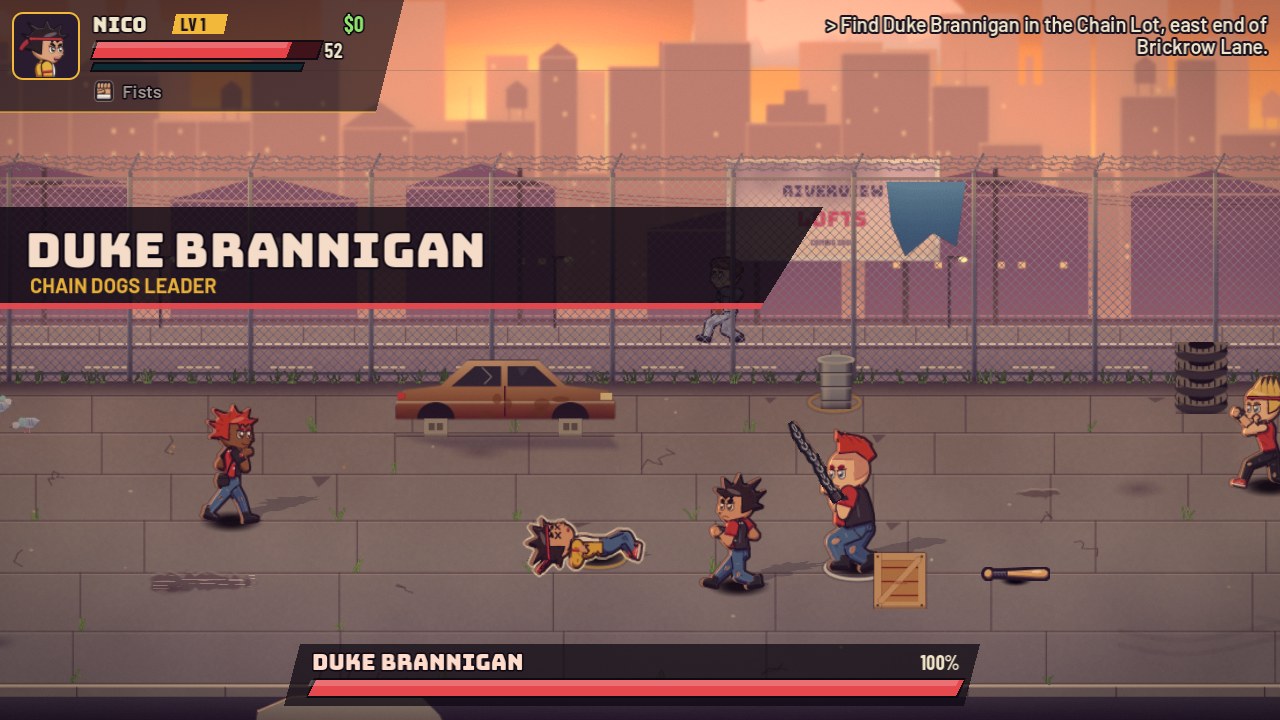 NICO
LV 1
$0
52
Fists
> Find Duke Brannigan in the Chain Lot, east end of
Brickrow Lane.
RIVERVIEW
LOFTS
DUKE BRANNIGAN
CHAIN DOGS LEADER
DUKE BRANNIGAN
100%